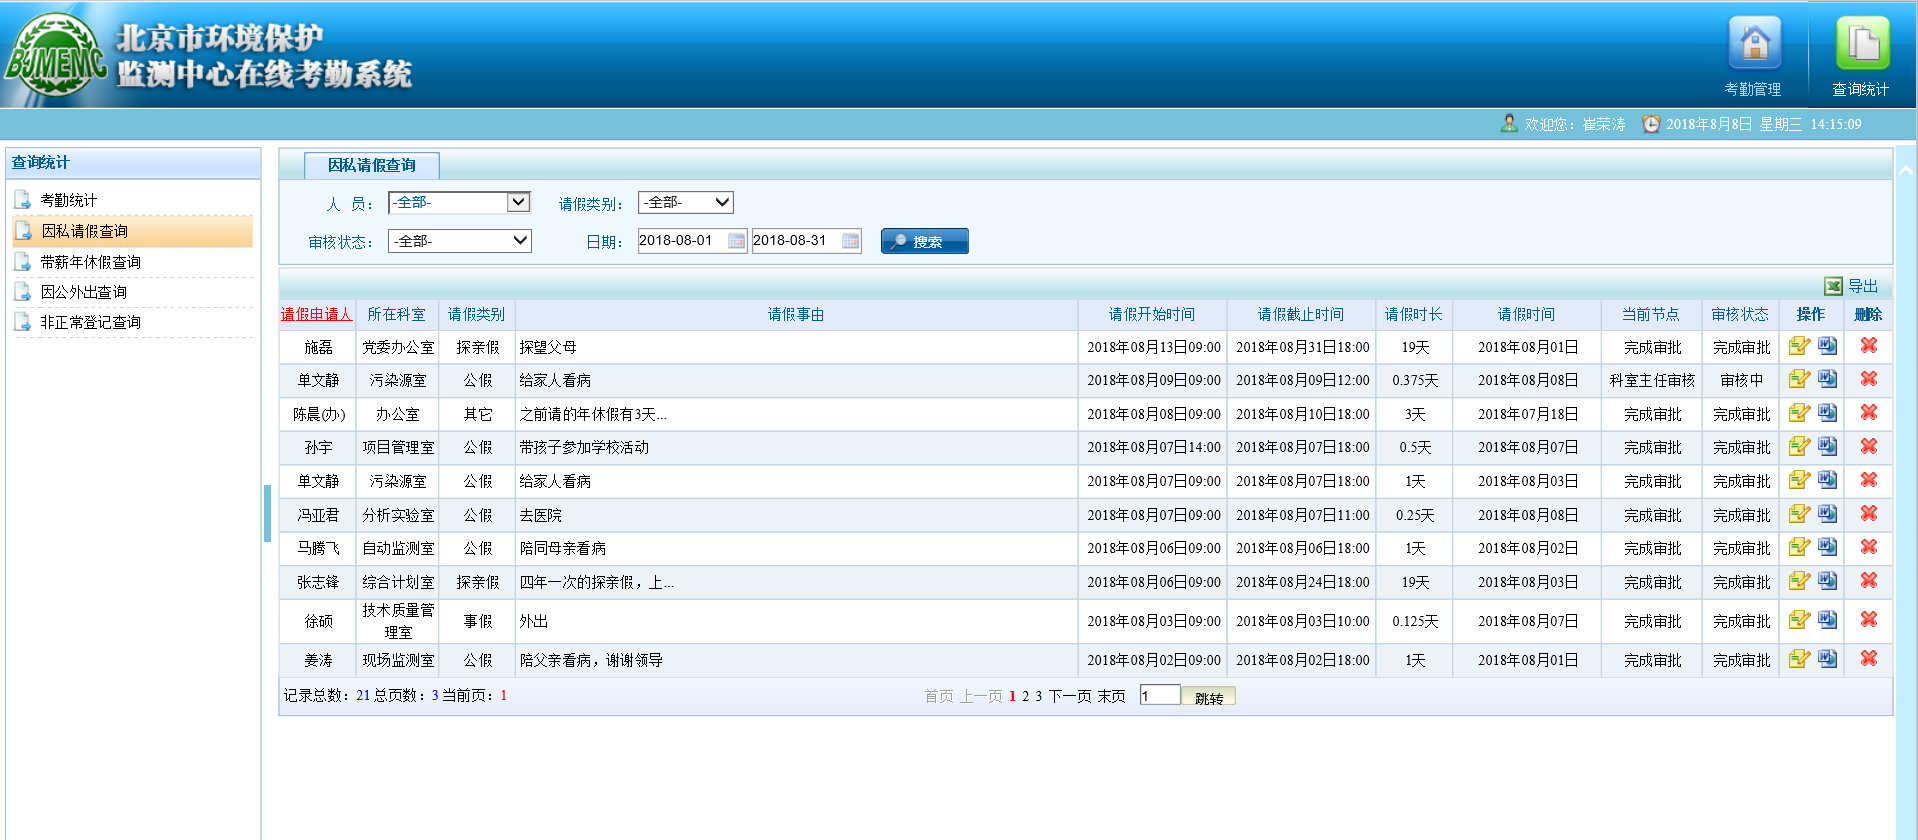 北京市环境保护
监测中心在线考勤系统
BJMEMC
考勤管理
查询统计
欢迎您：崔荣涛 2018年8月8日 星期三 14:15:09
查询统计
考勤统计
因私请假查询
带薪年休假查询
因公外出查询
非正常登记查询
因私请假查询
人 员： -全部- 请假类别： -全部-
审核状态： -全部- 日期： 2018-08-01 2018-08-31 搜索
导出
请假申请人 所在科室 请假类别 请假事由 请假开始时间 请假截止时间 请假时长 请假时间 当前节点 审核状态 操作 删除
施磊 党委办公室 探亲假 探望父母 2018年08月13日09:00 2018年08月31日18:00 19天 2018年08月01日 完成审批 完成审批
单文静 污染源室 公假 给家人看病 2018年08月09日09:00 2018年08月09日12:00 0.375天 2018年08月08日 科室主任审核 审核中
陈晨(办) 办公室 其它 之前请的年休假有3天... 2018年08月08日09:00 2018年08月10日18:00 3天 2018年07月18日 完成审批 完成审批
孙宇 项目管理室 公假 带孩子参加学校活动 2018年08月07日14:00 2018年08月07日18:00 0.5天 2018年08月07日 完成审批 完成审批
单文静 污染源室 公假 给家人看病 2018年08月07日09:00 2018年08月07日18:00 1天 2018年08月03日 完成审批 完成审批
冯亚君 分析实验室 公假 去医院 2018年08月07日09:00 2018年08月07日11:00 0.25天 2018年08月08日 完成审批 完成审批
马腾飞 自动监测室 公假 陪同母亲看病 2018年08月06日09:00 2018年08月06日18:00 1天 2018年08月02日 完成审批 完成审批
张志锋 综合计划室 探亲假 四年一次的探亲假，上... 2018年08月06日09:00 2018年08月24日18:00 19天 2018年08月03日 完成审批 完成审批
徐硕 技术质量管理室 事假 外出 2018年08月03日09:00 2018年08月03日10:00 0.125天 2018年08月07日 完成审批 完成审批
姜涛 现场监测室 公假 陪父亲看病，谢谢领导 2018年08月02日09:00 2018年08月02日18:00 1天 2018年08月01日 完成审批 完成审批
记录总数：21 总页数：3 当前页：1 首页 上一页 1 2 3 下一页 末页 1 跳转